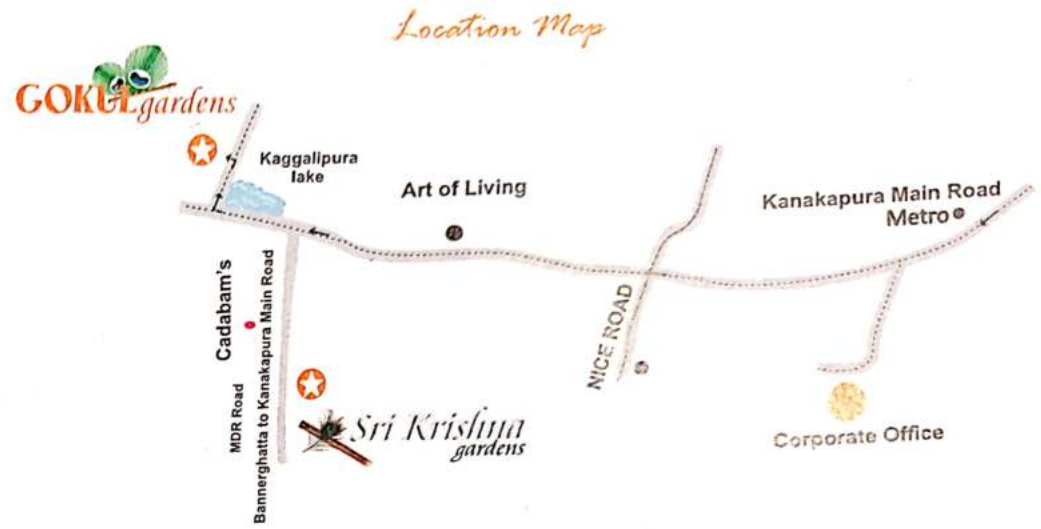 Location Map
GOKUL gardens
Kaggalipura
lake
Art of Living
Kanakapura Main Road
Metro
Cadabam's
MDR Road
Bannerghatta to Kanakapura Main Road
NICE ROAD
Sri Krishna
gardens
Corporate Office